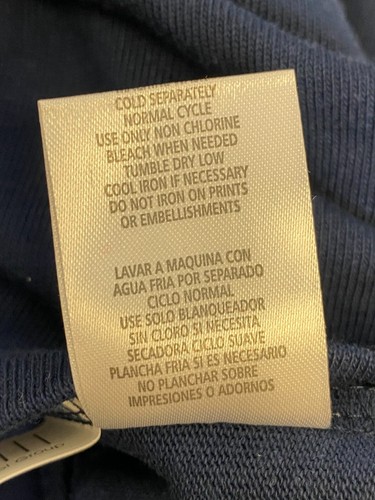 COLD SEPARATELY
NORMAL CYCLE
USE ONLY NON CHLORINE
BLEACH WHEN NEEDED
TUMBLE DRY LOW
COOL IRON IF NECESSARY
DO NOT IRON ON PRINTS
OR EMBELLISHMENTS
LAVAR A MAQUINA CON
AGUA FRIA POR SEPARADO
CICLO NORMAL
USE SOLO BLANQUEADOR
SIN CLORO SI NECESITA
SECADORA CICLO SUAVE
PLANCHA FRIA SI ES NECESARIO
NO PLANCHAR SOBRE
IMPRESIONES O ADORNOS